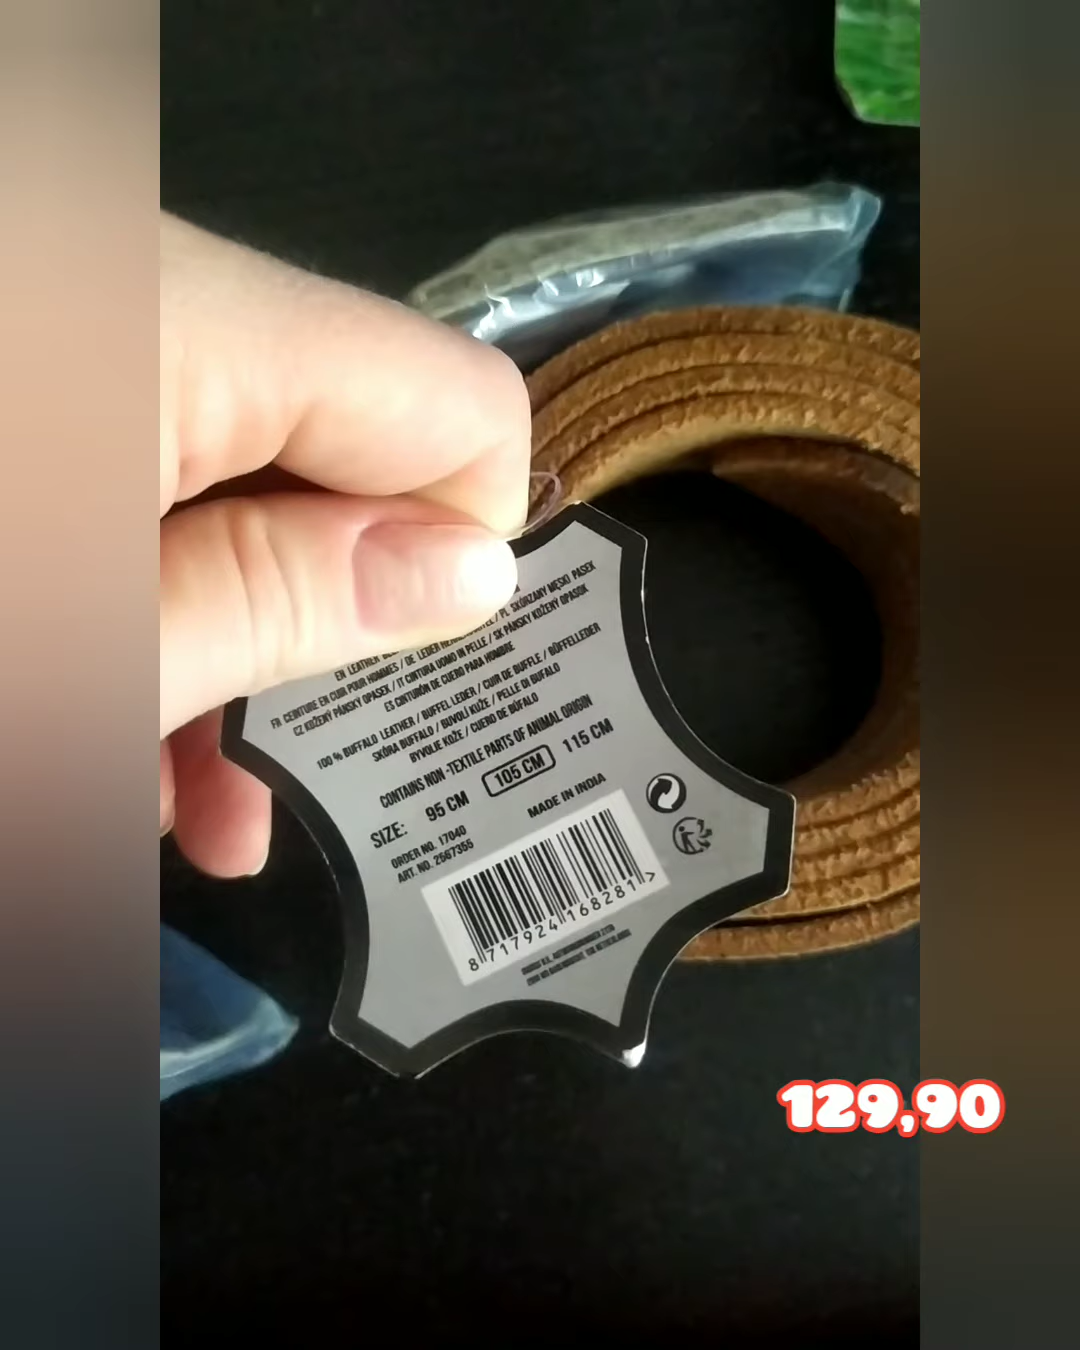 EN LEATHER
PL SKÓRZANY MĘSKI PASEK
FR CEINTURE EN CUIR POUR HOMMES / DE LEDER
CZ KOŽENÝ PÁNSKÝ OPASEK / IT CINTURA UOMO IN PELLE / SK PÁNSKY KOŽENÝ OPASOK
ES CINTURÓN DE CUERO PARA HOMBRE
100 % BUFFALO LEATHER / BUFFEL LEDER / CUIR DE BUFFLE / BÜFFELLEDER
SKÓRA BUFFALO / BUVOLÍ KŮŽE / PELLE DI BUFALO
BYVOLIE KOŽE / CUERO DE BÚFALO
CONTAINS NON -TEXTILE PARTS OF ANIMAL ORIGIN
SIZE: 95 CM 105 CM 115 CM
ORDER NO. 17040
ART. NO. 2567355
MADE IN INDIA
8 717924 168281 >
129,90